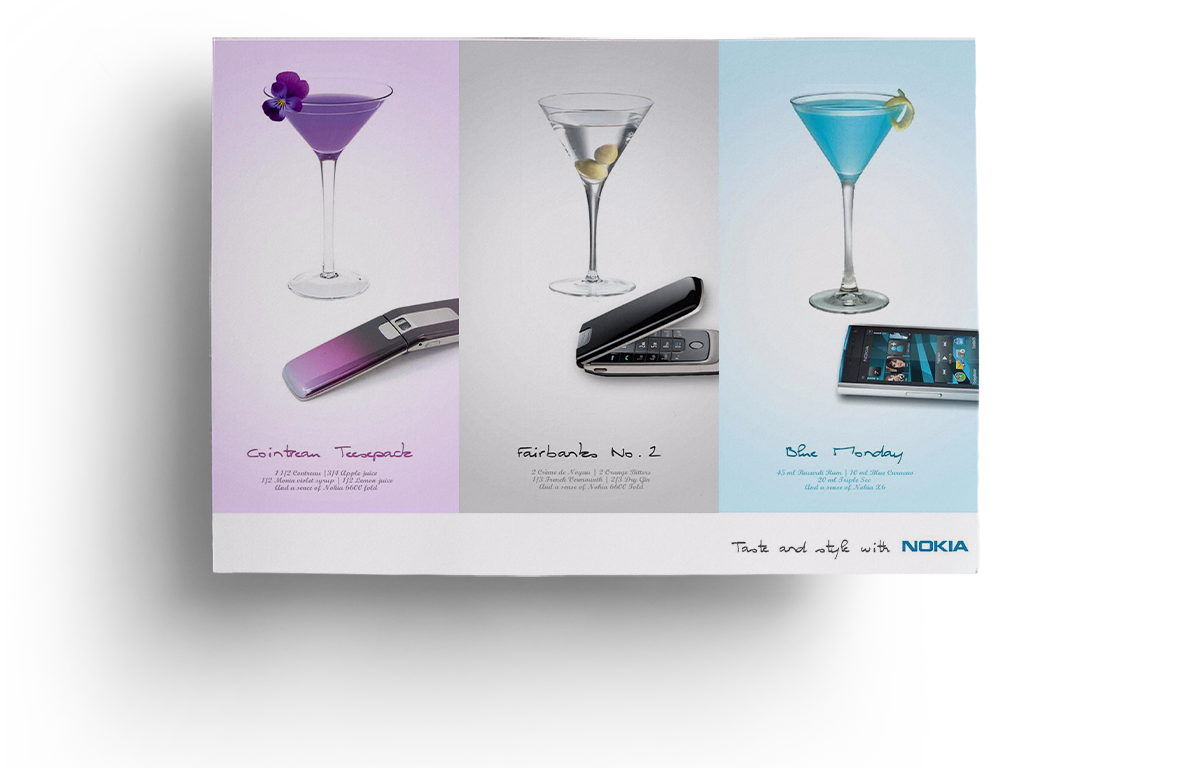 Cointreau Teesepack
1 1/2 Contreau | 3/4 Apple juice
1/2 Monin violet syrup | 1/2 Lemon juice
And a sense of Nokia 6600 fold
Fairbanks No. 2
2 Crème de Noyau | 2 Orange Bitters
1/3 French Vermouth | 2/3 Dry Gin
And a sense of Nokia 6600 Fold
Blue Monday
45 ml Bacardi Rum | 10 ml Blue Curacao
20 ml Triple Sec
And a sense of Nokia X6
Taste and style with NOKIA